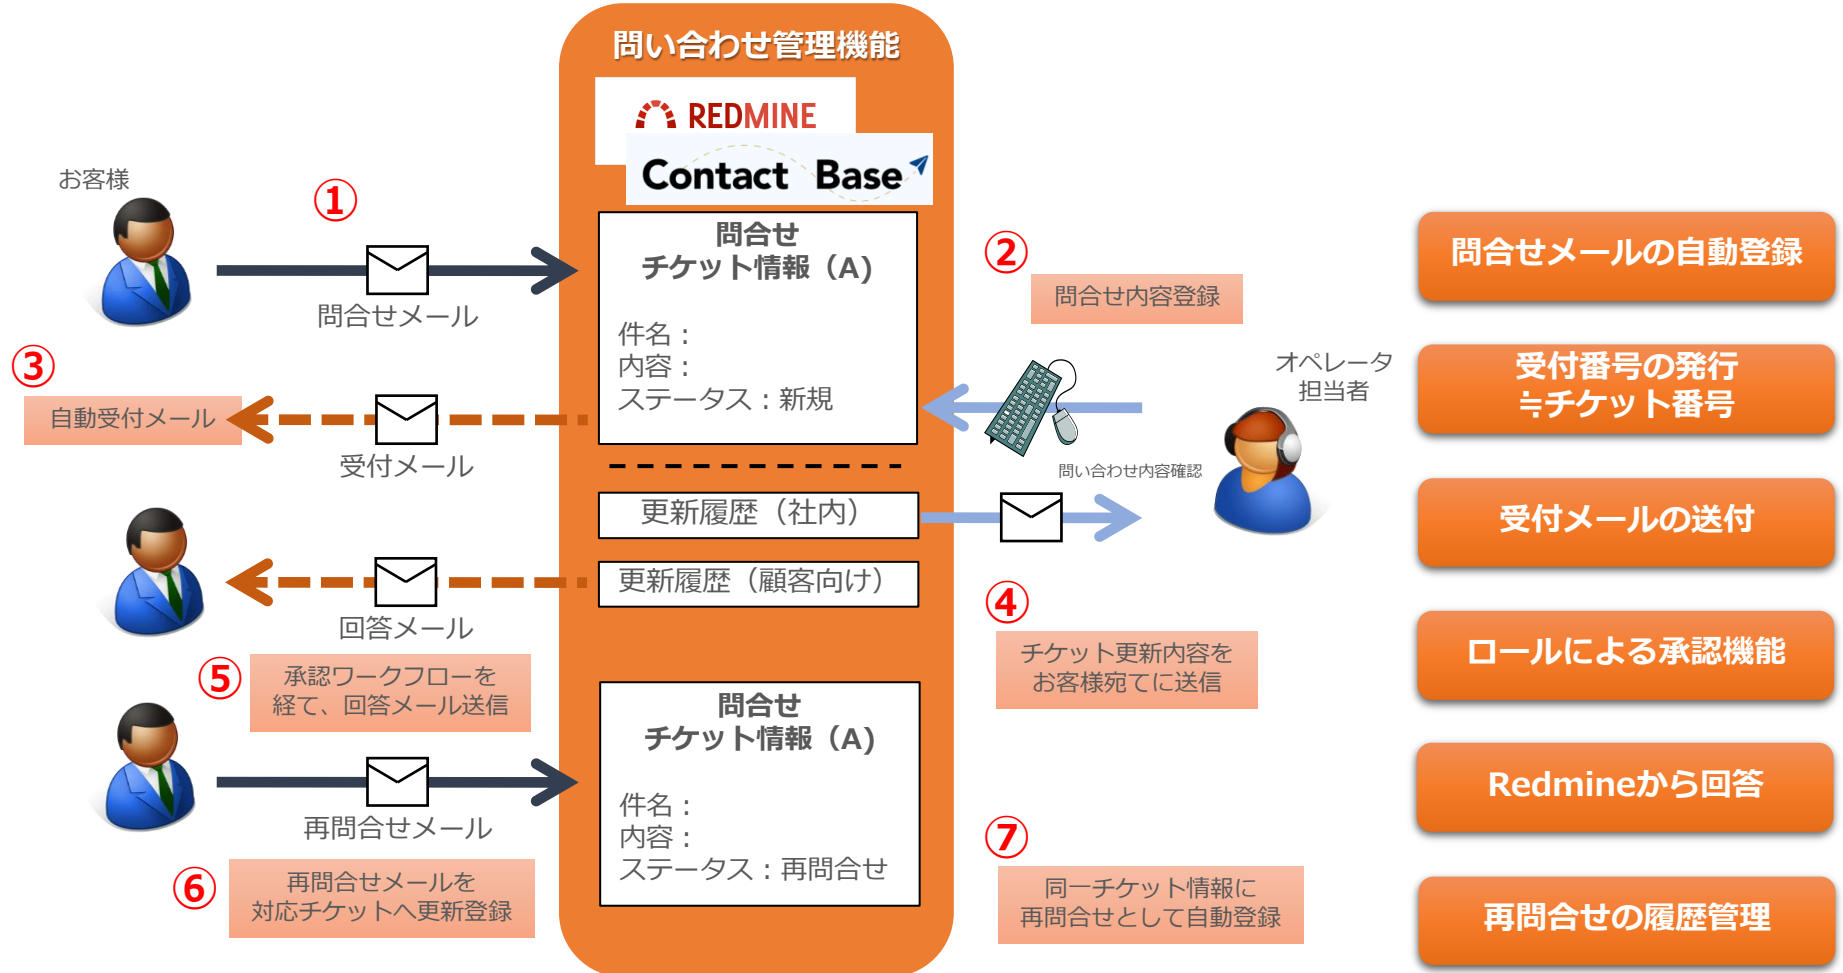 問い合わせ管理機能
REDMINE
Contact Base
お客様
①
問合せメール
問合せ
チケット情報（A)
件名：
内容：
ステータス：新規
②
問合せ内容登録
オペレータ
担当者
③
自動受付メール
受付メール
問い合わせ内容確認
更新履歴（社内）
更新履歴（顧客向け）
回答メール
④
チケット更新内容を
お客様宛てに送信
⑤
承認ワークフローを
経て、回答メール送信
再問合せメール
⑥
再問合せメールを
対応チケットへ更新登録
問合せ
チケット情報（A)
件名：
内容：
ステータス：再問合せ
⑦
同一チケット情報に
再問合せとして自動登録
問合せメールの自動登録
受付番号の発行
≒チケット番号
受付メールの送付
ロールによる承認機能
Redmineから回答
再問合せの履歴管理